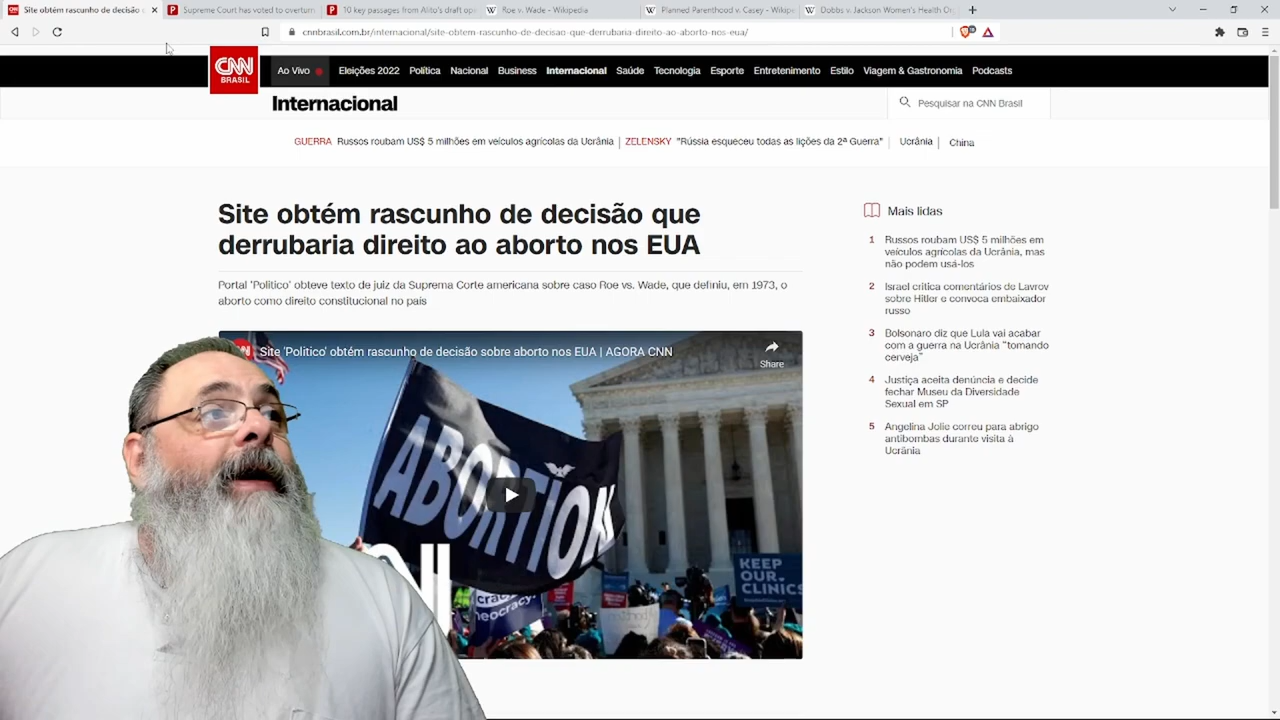 Site obtém rascunho de decisão
Supreme Court has voted to overturn
10 key passages from Alito's draft op
Roe v. Wade - Wikipedia
Planned Parenthood v. Casey - Wikipe
Dobbs v. Jackson Women's Health Or
cnnbrasil.com.br/internacional/site-obtem-rascunho-de-decisao-que-derrubaria-direito-ao-aborto-nos-eua/
CNN
BRASIL
Ao Vivo
Eleições 2022
Política
Nacional
Business
Internacional
Saúde
Tecnologia
Esporte
Entretenimento
Estilo
Viagem & Gastronomia
Podcasts
Internacional
Pesquisar na CNN Brasil
GUERRA Russos roubam US$ 5 milhões em veículos agrícolas da Ucrânia | ZELENSKY "Rússia esqueceu todas as lições da 2ª Guerra" | Ucrânia | China
Site obtém rascunho de decisão que
derrubaria direito ao aborto nos EUA
Portal 'Politico' obteve texto de juiz da Suprema Corte americana sobre caso Roe vs. Wade, que definiu, em 1973, o
aborto como direito constitucional no país
Site 'Politico' obtém rascunho de decisão sobre aborto nos EUA | AGORA CNN
Share
ABORTION
KEEP
OUR
CLINICS
Mais lidas
1 Russos roubam US$ 5 milhões em
veículos agrícolas da Ucrânia, mas
não podem usá-los
2 Israel critica comentários de Lavrov
sobre Hitler e convoca embaixador
russo
3 Bolsonaro diz que Lula vai acabar
com a guerra na Ucrânia "tomando
cerveja"
4 Justiça aceita denúncia e decide
fechar Museu da Diversidade
Sexual em SP
5 Angelina Jolie correu para abrigo
antibombas durante visita à
Ucrânia